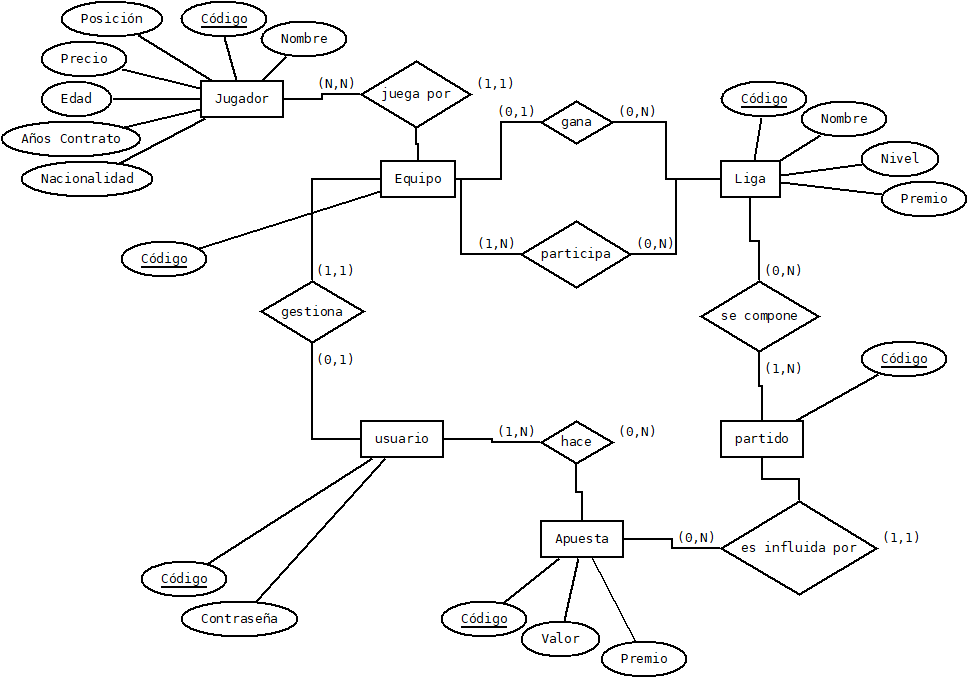 Posición
Código
Nombre
Precio
Edad
Jugador
Años Contrato
Nacionalidad
(N,N)
juega por
(1,1)
(0,1)
gana
(0,N)
Código
Nombre
Nivel
Premio
Equipo
Liga
Código
(1,N)
participa
(0,N)
(1,1)
gestiona
(0,1)
(0,N)
se compone
(1,N)
Código
usuario
(1,N)
hace
(0,N)
partido
Apuesta
(0,N)
es influida por
(1,1)
Código
Contraseña
Código
Valor
Premio